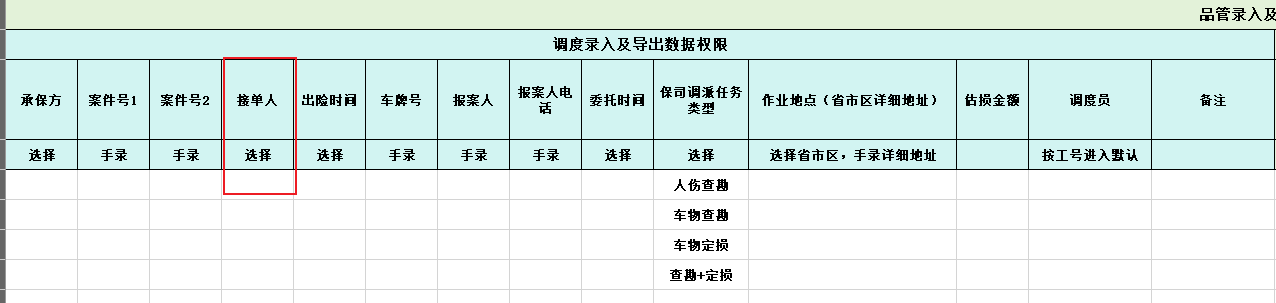 品管录入及
调度录入及导出数据权限
承保方 案件号1 案件号2 接单人 出险时间 车牌号 报案人 报案人电话 委托时间 保司调派任务类型 作业地点（省市区详细地址） 估损金额 调度员 备注
选择 手录 手录 选择 选择 手录 手录 手录 选择 选择 选择省市区，手录详细地址 按工号进入默认
人伤查勘
车物查勘
车物定损
查勘+定损